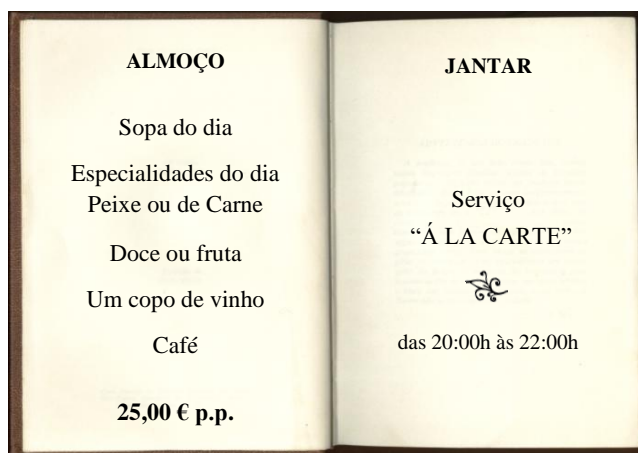 ALMOÇO
Sopa do dia
Especialidades do dia
Peixe ou de Carne
Doce ou fruta
Um copo de vinho
Café
25,00 € p.p.
JANTAR
Serviço
“Á LA CARTE”
das 20:00h às 22:00h